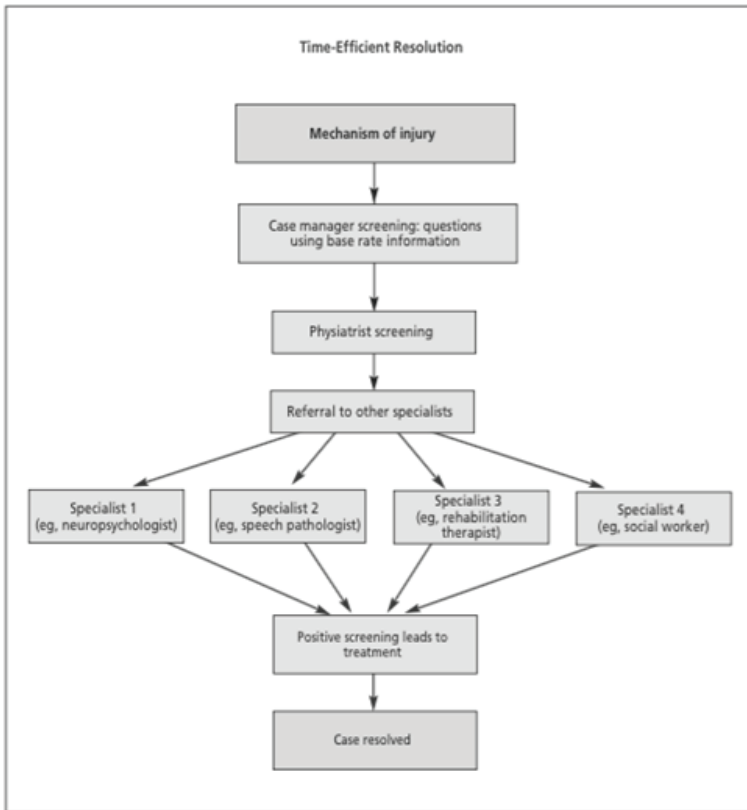 Time-Efficient Resolution
Mechanism of injury
Case manager screening: questions
using base rate information
Physiatrist screening
Referral to other specialists
Specialist 1
(eg, neuropsychologist)
Specialist 2
(eg, speech pathologist)
Specialist 3
(eg, rehabilitation
therapist)
Specialist 4
(eg, social worker)
Positive screening leads to
treatment
Case resolved